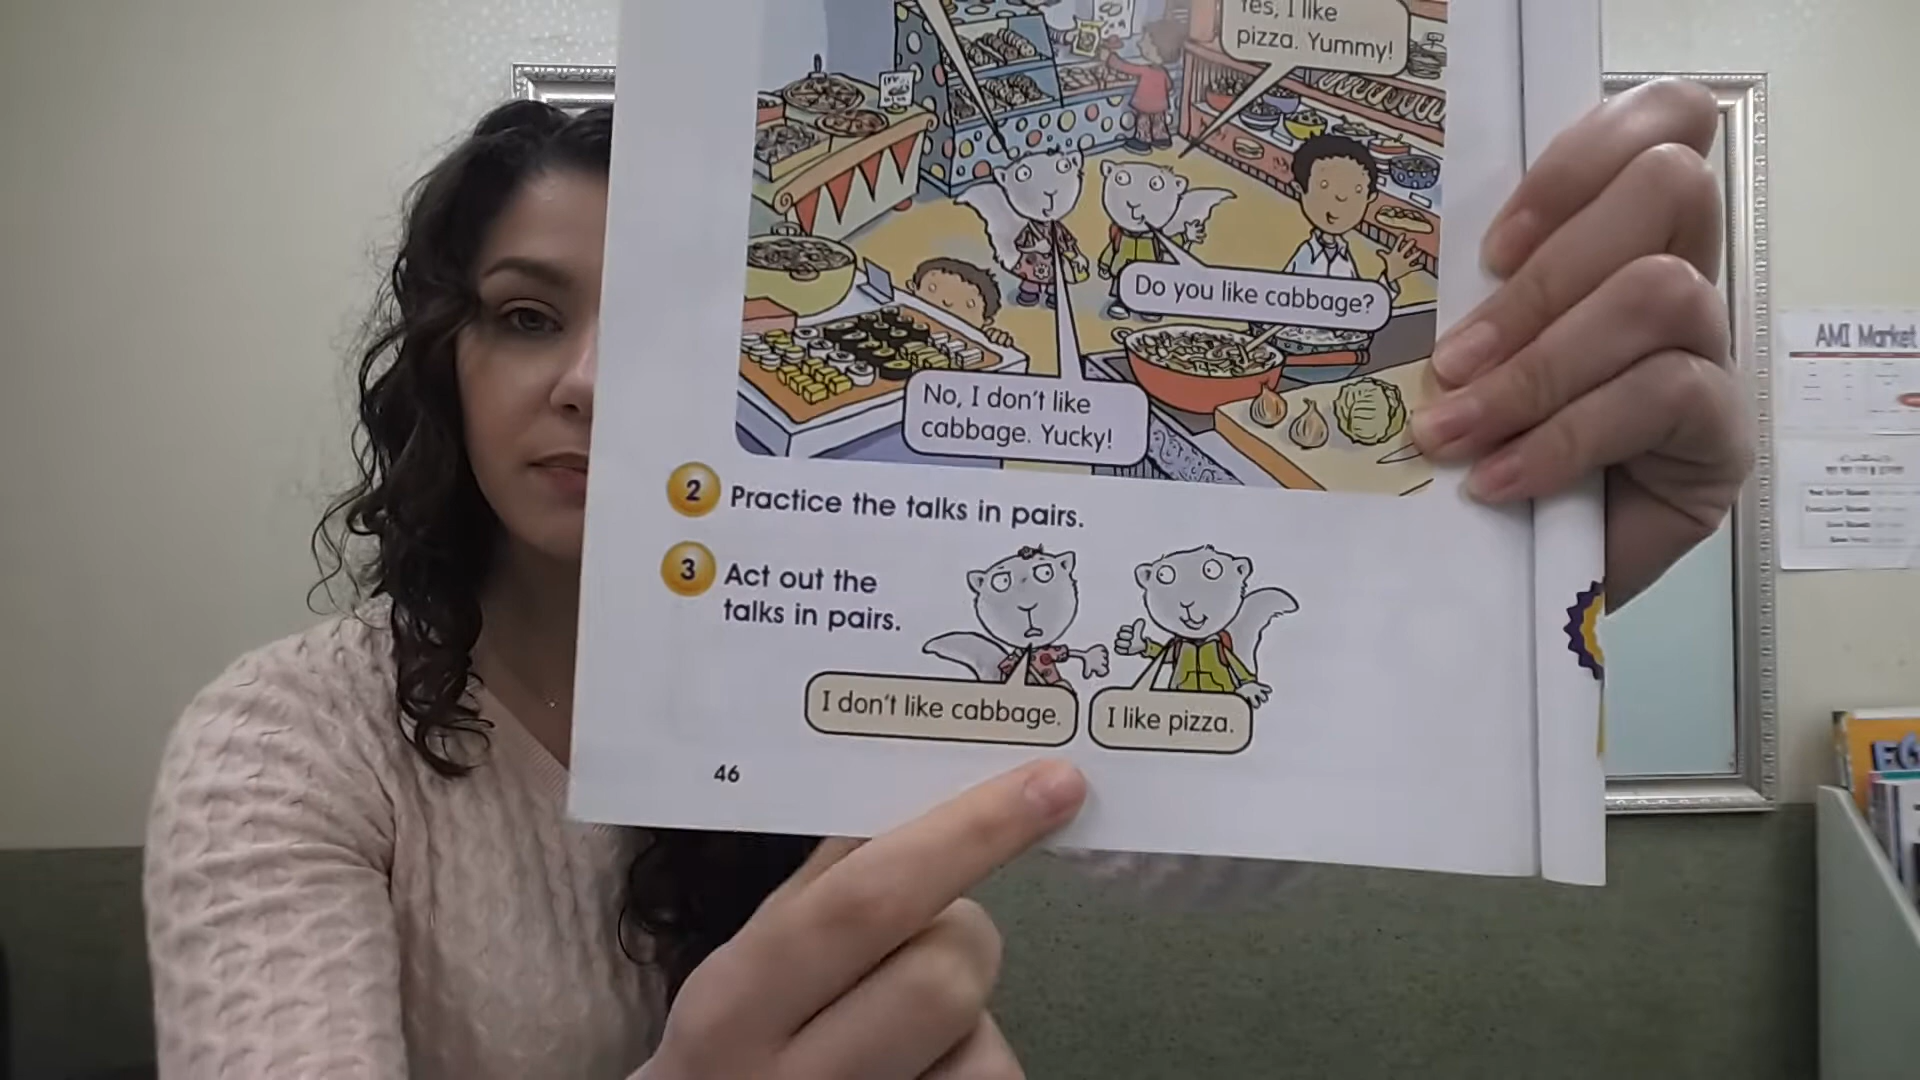 Yes, I like
pizza. Yummy!
Do you like cabbage?
No, I don't like
cabbage. Yucky!
2 Practice the talks in pairs.
3 Act out the
talks in pairs.
I don't like cabbage.
I like pizza.
46
AMI Market